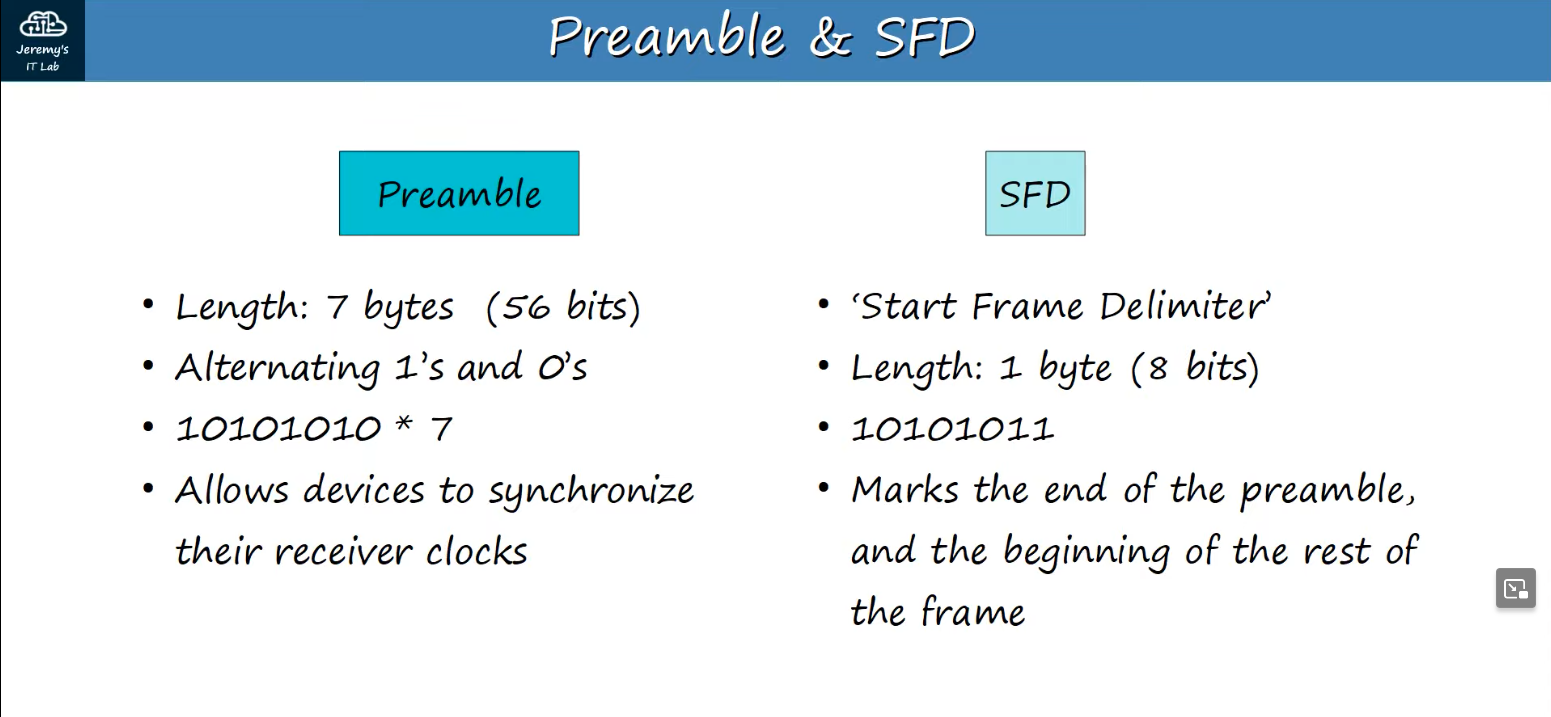 Jeremy's
IT Lab
Preamble & SFD
Preamble
• Length: 7 bytes (56 bits)
• Alternating 1's and 0's
• 10101010 * 7
• Allows devices to synchronize
their receiver clocks
SFD
• ‘Start Frame Delimiter’
• Length: 1 byte (8 bits)
• 10101011
• Marks the end of the preamble,
and the beginning of the rest of
the frame